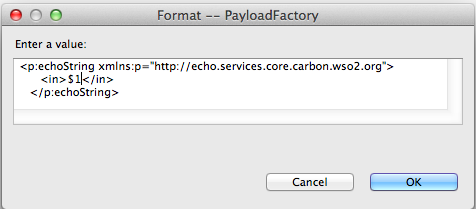 Format -- PayloadFactory
Enter a value:
<p:echoString xmlns:p="http://echo.services.core.carbon.wso2.org">
<in>$1</in>
</p:echoString>
Cancel
OK